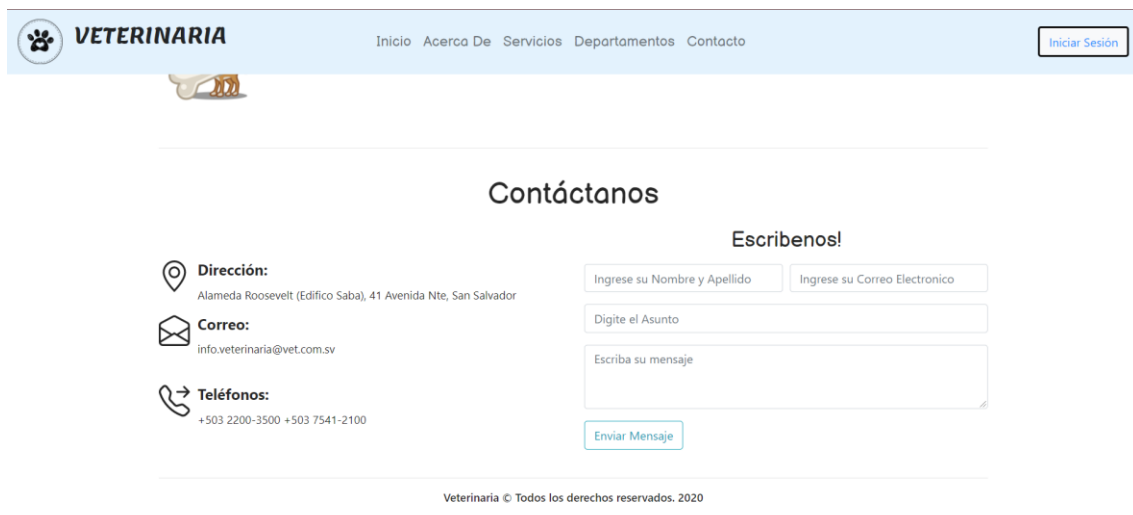 VETERINARIA
Inicio Acerca De Servicios Departamentos Contacto
Iniciar Sesión
Contáctanos
Dirección:
Alameda Roosevelt (Edifico Saba), 41 Avenida Nte, San Salvador
Correo:
info.veterinaria@vet.com.sv
Teléfonos:
+503 2200-3500 +503 7541-2100
Escribenos!
Ingrese su Nombre y Apellido
Ingrese su Correo Electronico
Digite el Asunto
Escriba su mensaje
Enviar Mensaje
Veterinaria © Todos los derechos reservados. 2020